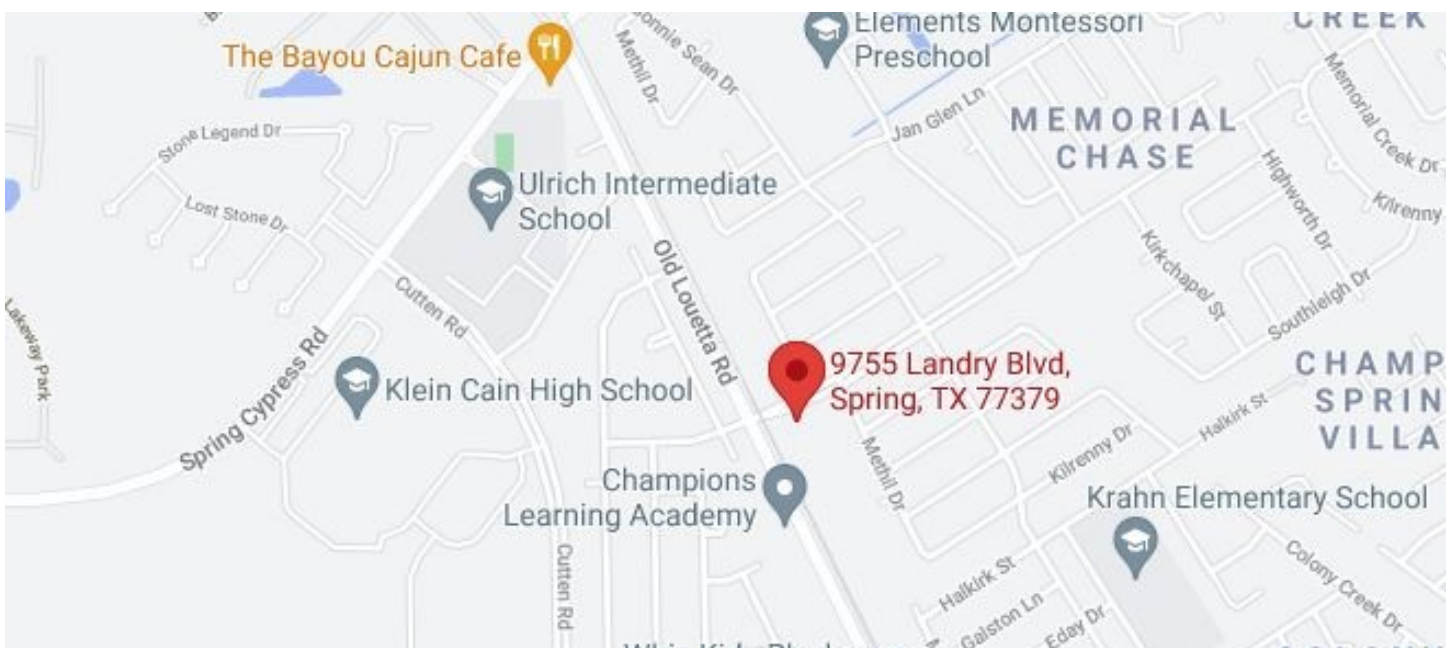 The Bayou Cajun Cafe
Methil Dr
Sean Dr
Elements Montessori
Preschool
CREEK
Stone Legend Dr
Jan Glen Ln
MEMORIAL
CHASE
Memorial Creek Dr
Ulrich Intermediate
School
Highworth Dr
Kilrenny
Lost Stone Dr
Old Louetta Rd
Kirkchapel St
Cutten Rd
Southleigh Dr
Lakeway Park
Spring Cypress Rd
Klein Cain High School
9755 Landry Blvd,
Spring, TX 77379
CHAMP
SPRIN
VILLA
Halkirk St
Methil Dr
Kilrenny Dr
Champions
Learning Academy
Krahn Elementary School
Cutten Rd
Halkirk St
Colony Creek Dr
Galston Ln
Eday Dr